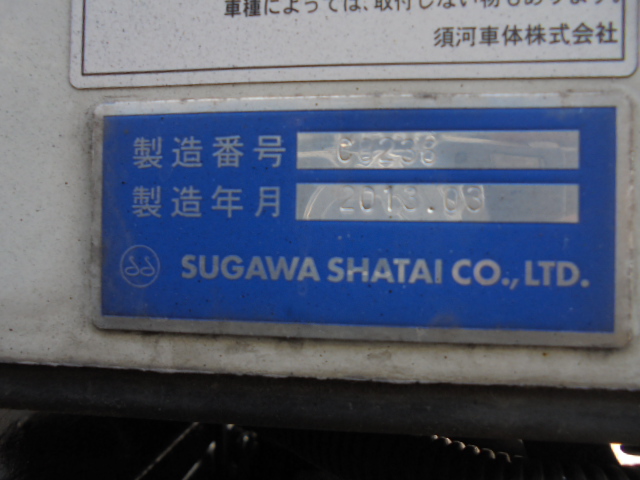 車種によっては、取付しない物もあります。
須河車体株式会社
製造番号
製造年月 2013.03
SUGAWA SHATAI CO., LTD.